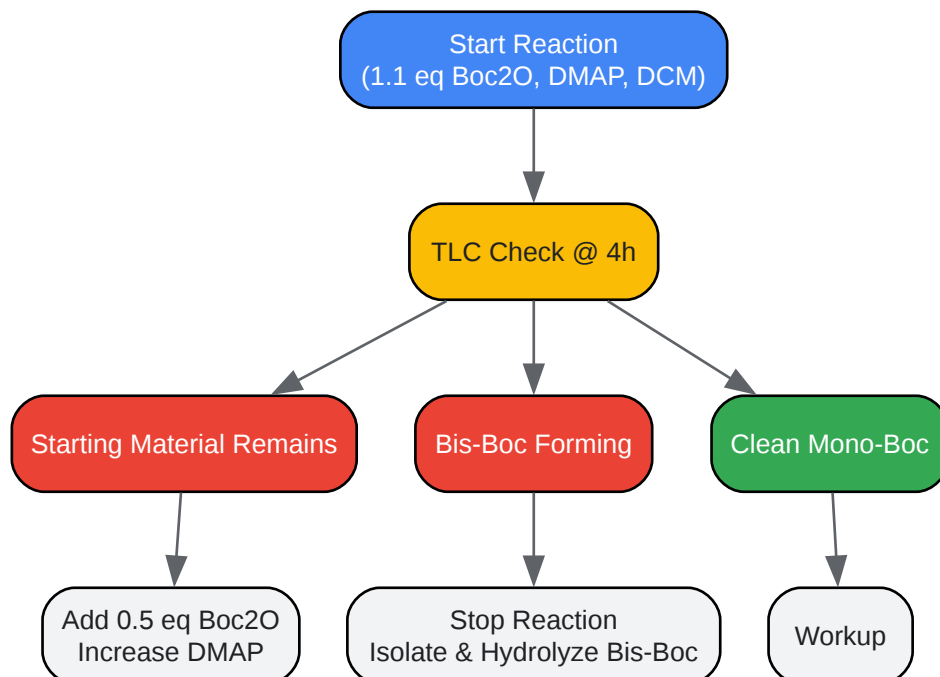 Start Reaction
(1.1 eq Boc2O, DMAP, DCM)
TLC Check @ 4h
Starting Material Remains
Bis-Boc Forming
Clean Mono-Boc
Add 0.5 eq Boc2O
Increase DMAP
Stop Reaction
Isolate & Hydrolyze Bis-Boc
Workup